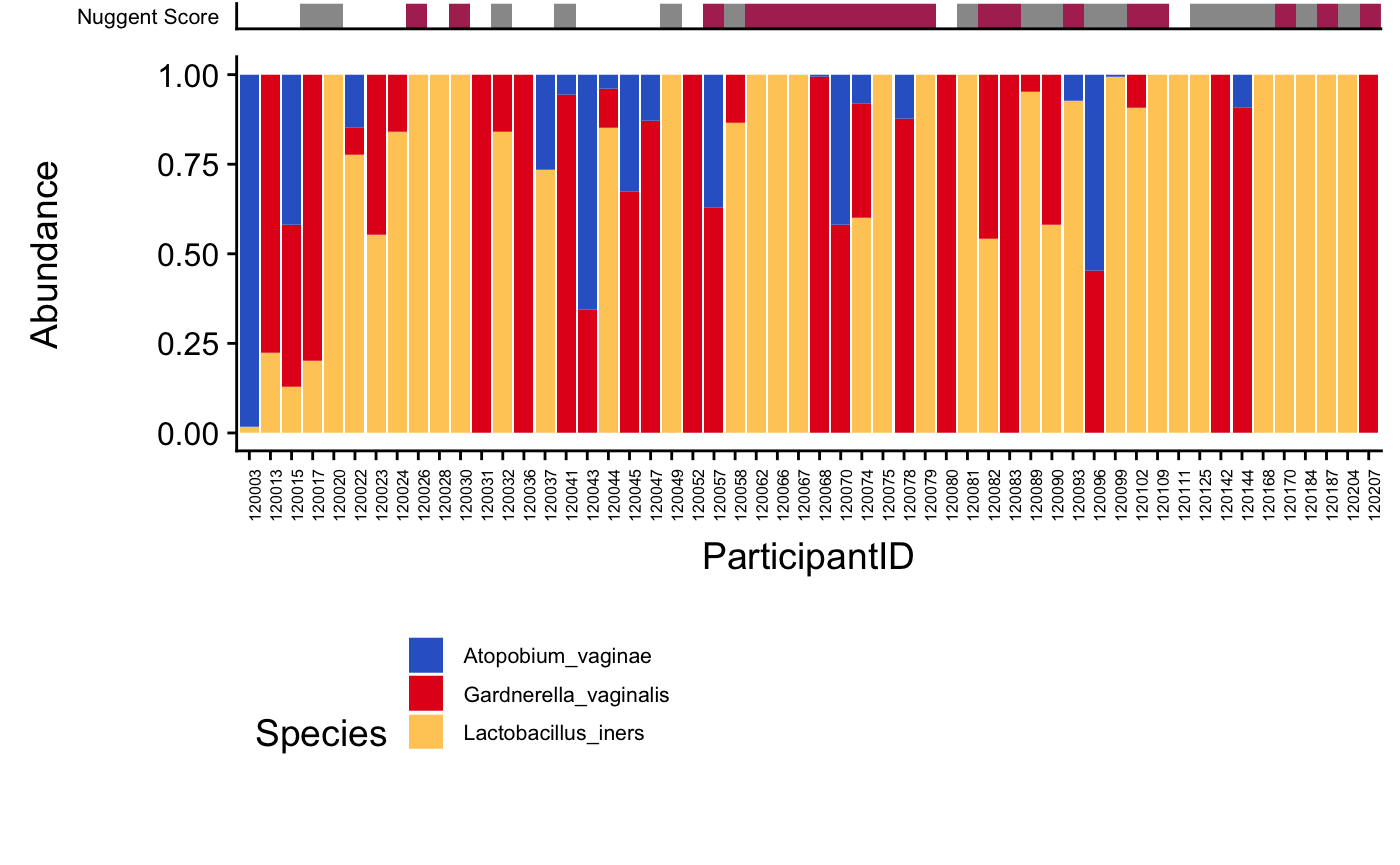 Nuggent Score
1.00
0.75
0.50
0.25
0.00
Abundance
120003 120013 120015 120017 120020 120022 120023 120024 120026 120028 120030 120031 120032 120036 120037 120041 120043 120044 120045 120047 120049 120052 120057 120058 120062 120066 120067 120068 120070 120074 120075 120078 120079 120080 120081 120082 120083 120089 120090 120093 120096 120099 120102 120109 120111 120125 120142 120144 120168 120170 120184 120187 120204 120207
ParticipantID
Species
Atopobium_vaginae
Gardnerella_vaginalis
Lactobacillus_iners